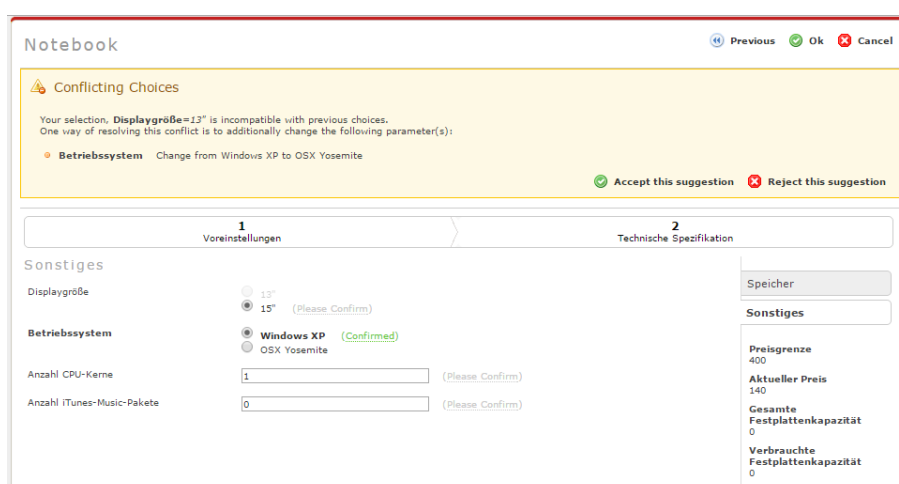 Notebook
Previous Ok Cancel
Conflicting Choices
Your selection, Displaygröße=13" is incompatible with previous choices.
One way of resolving this conflict is to additionally change the following parameter(s):
Betriebssystem Change from Windows XP to OSX Yosemite
Accept this suggestion Reject this suggestion
1
Voreinstellungen
2
Technische Spezifikation
Sonstiges
Displaygröße
13"
15" (Please Confirm)
Betriebssystem
Windows XP (Confirmed)
OSX Yosemite
Anzahl CPU-Kerne 1 (Please Confirm)
Anzahl iTunes-Music-Pakete 0 (Please Confirm)
Speicher
Sonstiges
Preisgrenze
400
Aktueller Preis
140
Gesamte
Festplattenkapazität
0
Verbrauchte
Festplattenkapazität
0